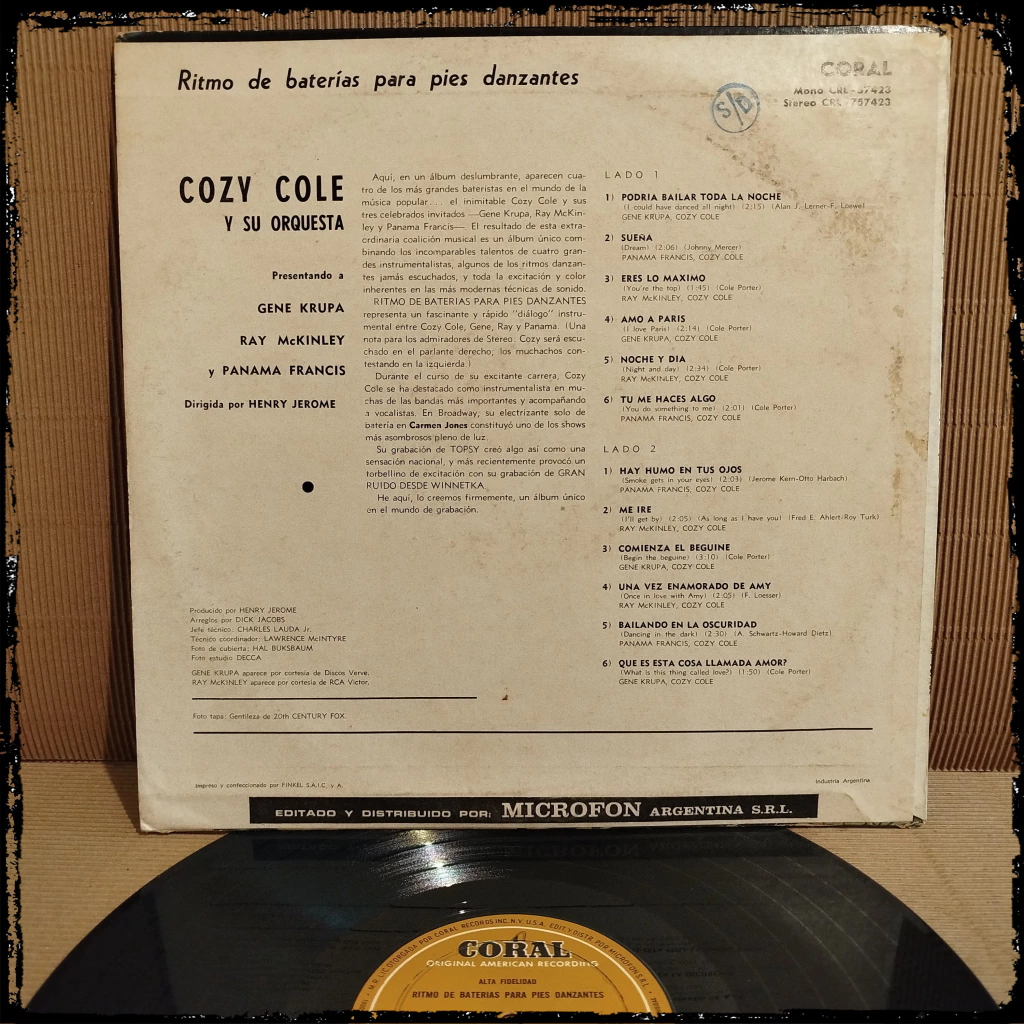 Ritmo de baterías para pies danzantes
CORAL
Mono CRL-57423
Stereo CRL-757423
S/D
COZY COLE
Y SU ORQUESTA
Presentando a
GENE KRUPA
RAY McKINLEY
y PANAMA FRANCIS
Dirigida por HENRY JEROME
Aquí, en un álbum deslumbrante, aparecen cua-
tro de los más grandes bateristas en el mundo de la
música popular... el inimitable Cozy Cole y sus
tres celebrados invitados —Gene Krupa, Ray McKin-
ley y Panama Francis—. El resultado de esta extra-
ordinaria coalición musical es un álbum único com-
binando los incomparables talentos de cuatro gran-
des instrumentalistas, algunos de los ritmos danzan-
tes jamás escuchados, y toda la excitación y color
inherentes en las más modernas técnicas de sonido.
RITMO DE BATERIAS PARA PIES DANZANTES
representa un fascinante y rápido "diálogo" instru-
mental entre Cozy Cole, Gene, Ray y Panama. (Una
nota para los admiradores de Stereo: Cozy será escu-
chado en el parlante derecho; los muchachos con-
testando en la izquierda.)
Durante el curso de su excitante carrera, Cozy
Cole se ha destacado como instrumentalista en mu-
chas de las bandas más importantes y acompañando
a vocalistas. En Broadway, su electrizante solo de
batería en Carmen Jones constituyó uno de los shows
más asombrosos pleno de luz.
Su grabación de TOPSY creó algo así como una
sensación nacional, y más recientemente provocó un
torbellino de excitación con su grabación de GRAN
RUIDO DESDE WINNETKA.
He aquí, lo creemos firmemente, un álbum único
en el mundo de grabación.
LADO 1
1) PODRIA BAILAR TODA LA NOCHE
(I could have danced all night) (2:15) (Alan J. Lerner-F. Loewe)
GENE KRUPA, COZY COLE
2) SUEÑA
(Dream) (2:06) (Johnny Mercer)
PANAMA FRANCIS, COZY COLE
3) ERES LO MAXIMO
(You're the top) (1:45) (Cole Porter)
RAY McKINLEY, COZY COLE
4) AMO A PARIS
(I love Paris) (2:14) (Cole Porter)
GENE KRUPA, COZY COLE
5) NOCHE Y DIA
(Night and day) (2:34) (Cole Porter)
RAY McKINLEY, COZY COLE
6) TU ME HACES ALGO
(You do something to me) (2:01) (Cole Porter)
PANAMA FRANCIS, COZY COLE
LADO 2
1) HAY HUMO EN TUS OJOS
(Smoke gets in your eyes) (2:03) (Jerome Kern-Otto Harbach)
PANAMA FRANCIS, COZY COLE
2) ME IRE
(I'll get by) (2:05) (As long as I have you) (Fred E. Ahlert-Roy Turk)
RAY McKINLEY, COZY COLE
3) COMIENZA EL BEGUINE
(Begin the beguine) (3:10) (Cole Porter)
GENE KRUPA, COZY COLE
4) UNA VEZ ENAMORADO DE AMY
(Once in love with Amy) (2:05) (F. Loesser)
RAY McKINLEY, COZY COLE
5) BAILANDO EN LA OSCURIDAD
(Dancing in the dark) (2:30) (A. Schwartz-Howard Dietz)
PANAMA FRANCIS, COZY COLE
6) QUE ES ESTA COSA LLAMADA AMOR?
(What is this thing called love?) (1:50) (Cole Porter)
GENE KRUPA, COZY COLE
Producido por HENRY JEROME
Arreglos por DICK JACOBS
Jefe técnico: CHARLES LAUDA Jr.
Técnico coordinador: LAWRENCE McINTYRE
Foto de cubierta: HAL BUKSBAUM
Foto estudio DECCA
GENE KRUPA aparece por cortesía de Discos Verve.
RAY McKINLEY aparece por cortesía de RCA Victor.
Foto tapa: Gentileza de 20th CENTURY FOX.
Impreso y confeccionado por FINKEL S.A.I.C. y A.
Industria Argentina
EDITADO Y DISTRIBUIDO POR: MICROFON ARGENTINA S.R.L.
M.R. LIC. OTORGADA POR CORAL RECORDS INC. N.Y. U.S.A. EDIT. Y DISTR. POR MICROFON S.R.L.
CORAL
ORIGINAL AMERICAN RECORDING
ALTA FIDELIDAD
RITMO DE BATERIAS PARA PIES DANZANTES